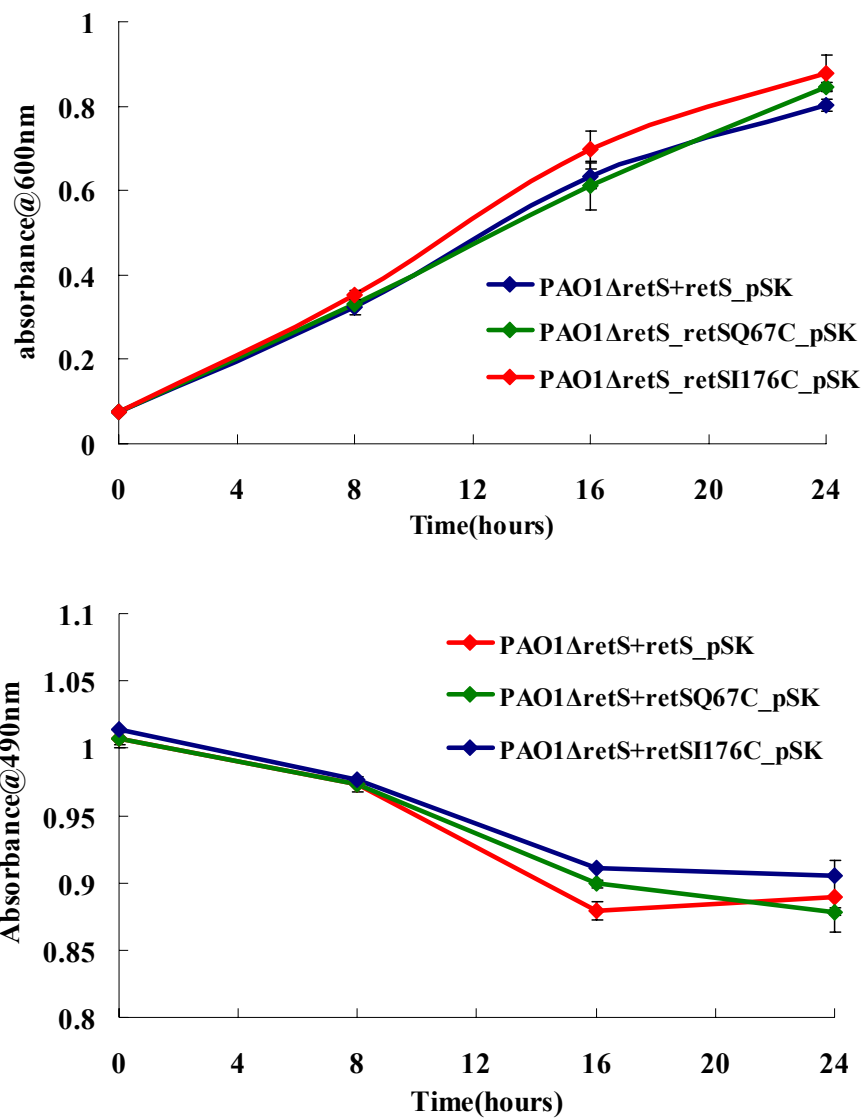 1
0.8
0.6
0.4
0.2
0
absorbance@600nm
PAO1ΔretS+retS_pSK
PAO1ΔretS_retSQ67C_pSK
PAO1ΔretS_retSI176C_pSK
0 4 8 12 16 20 24
Time(hours)
1.1
1.05
1
0.95
0.9
0.85
0.8
Absorbance@490nm
PAO1ΔretS+retS_pSK
PAO1ΔretS+retSQ67C_pSK
PAO1ΔretS+retSI176C_pSK
0 4 8 12 16 20 24
Time(hours)